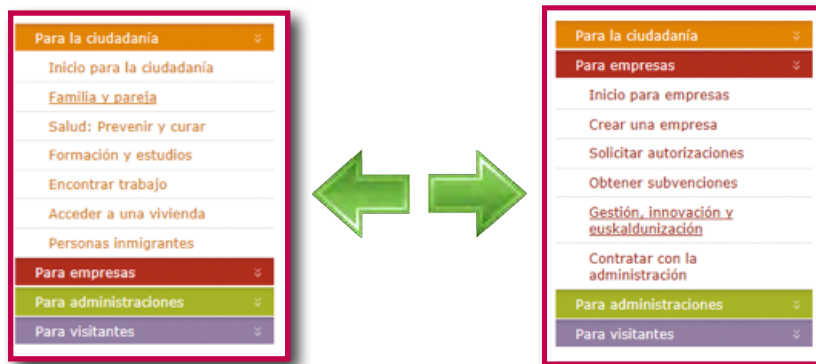 Para la ciudadanía
Inicio para la ciudadanía
Familia y pareja
Salud: Prevenir y curar
Formación y estudios
Encontrar trabajo
Acceder a una vivienda
Personas inmigrantes
Para empresas
Para administraciones
Para visitantes
Para la ciudadanía
Para empresas
Inicio para empresas
Crear una empresa
Solicitar autorizaciones
Obtener subvenciones
Gestión, innovación y
euskaldunización
Contratar con la
administración
Para administraciones
Para visitantes